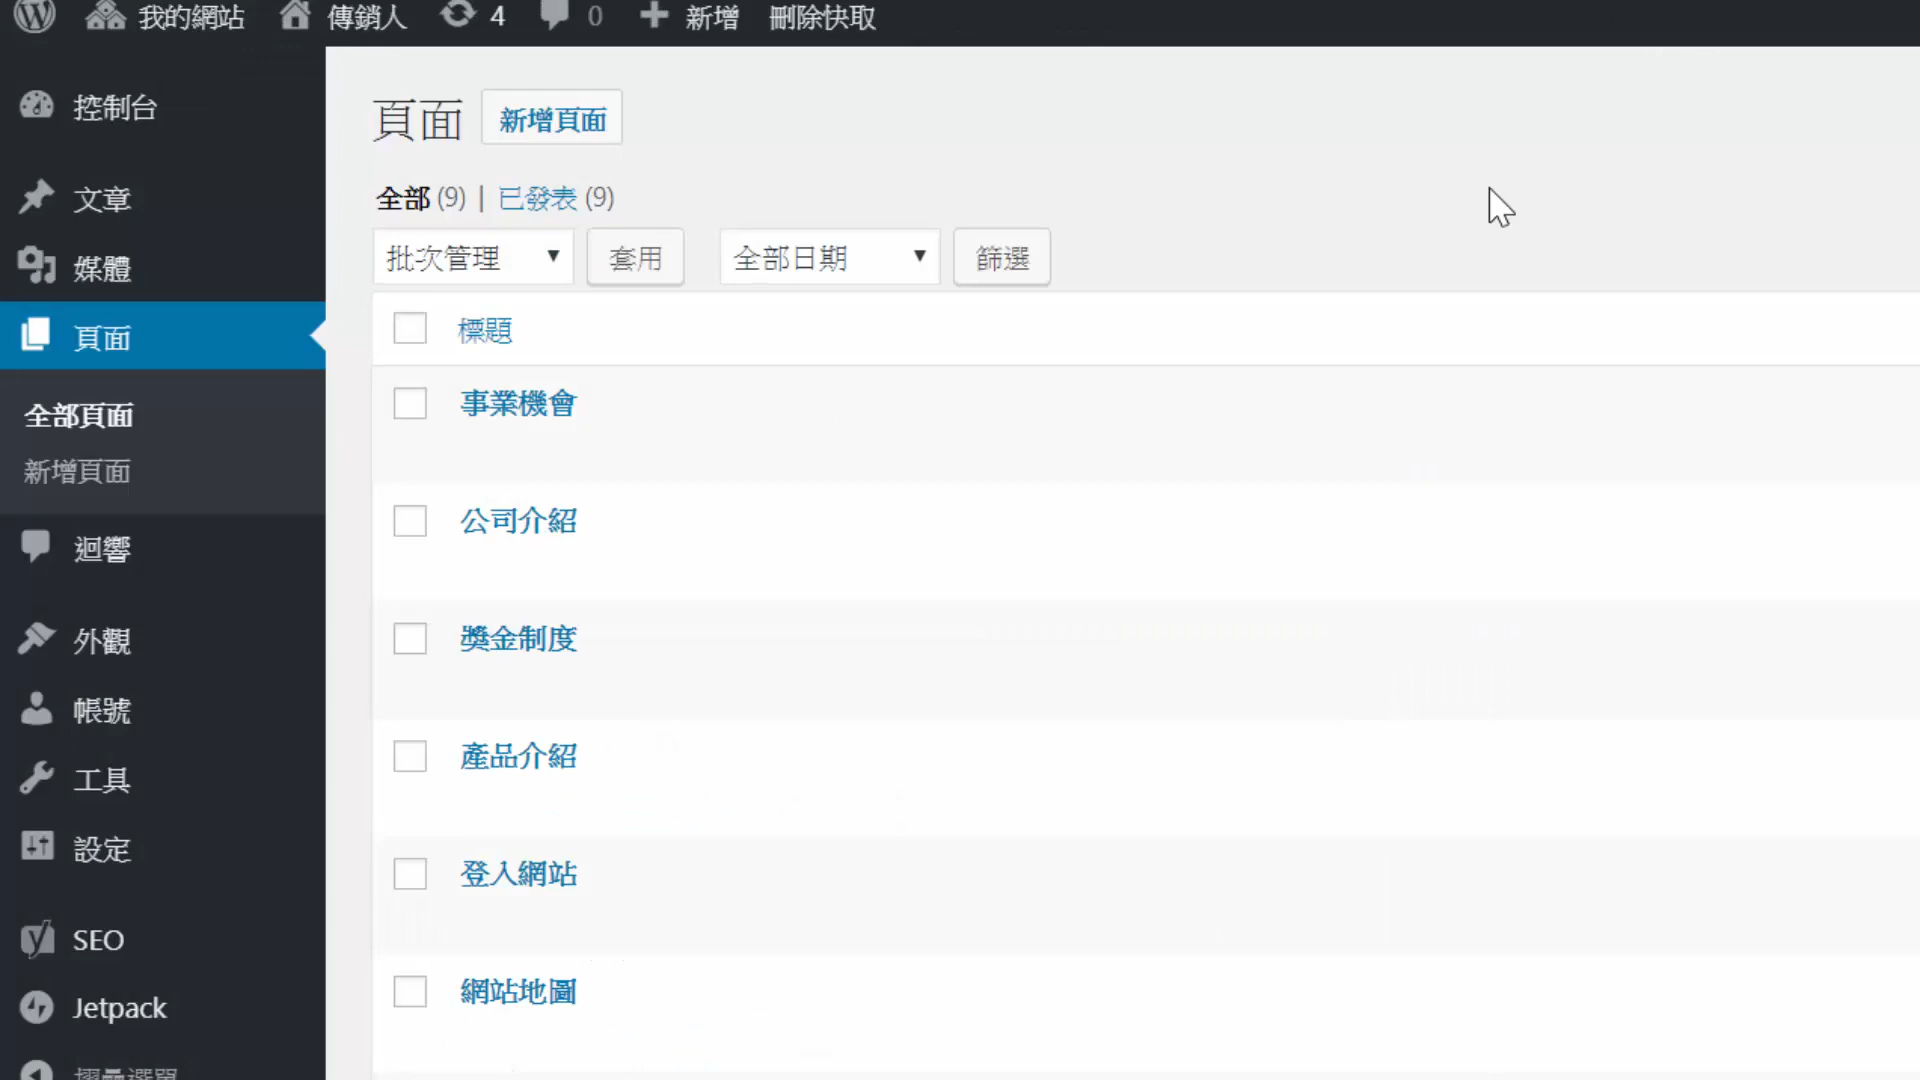 我的網站 傳銷人 4 0 新增 刪除快取
控制台
文章
媒體
頁面
全部頁面
新增頁面
迴響
外觀
帳號
工具
設定
SEO
Jetpack
摺疊選單
頁面 新增頁面
全部 (9) | 已發表 (9)
批次管理 套用 全部日期 篩選
標題
事業機會
公司介紹
獎金制度
產品介紹
登入網站
網站地圖